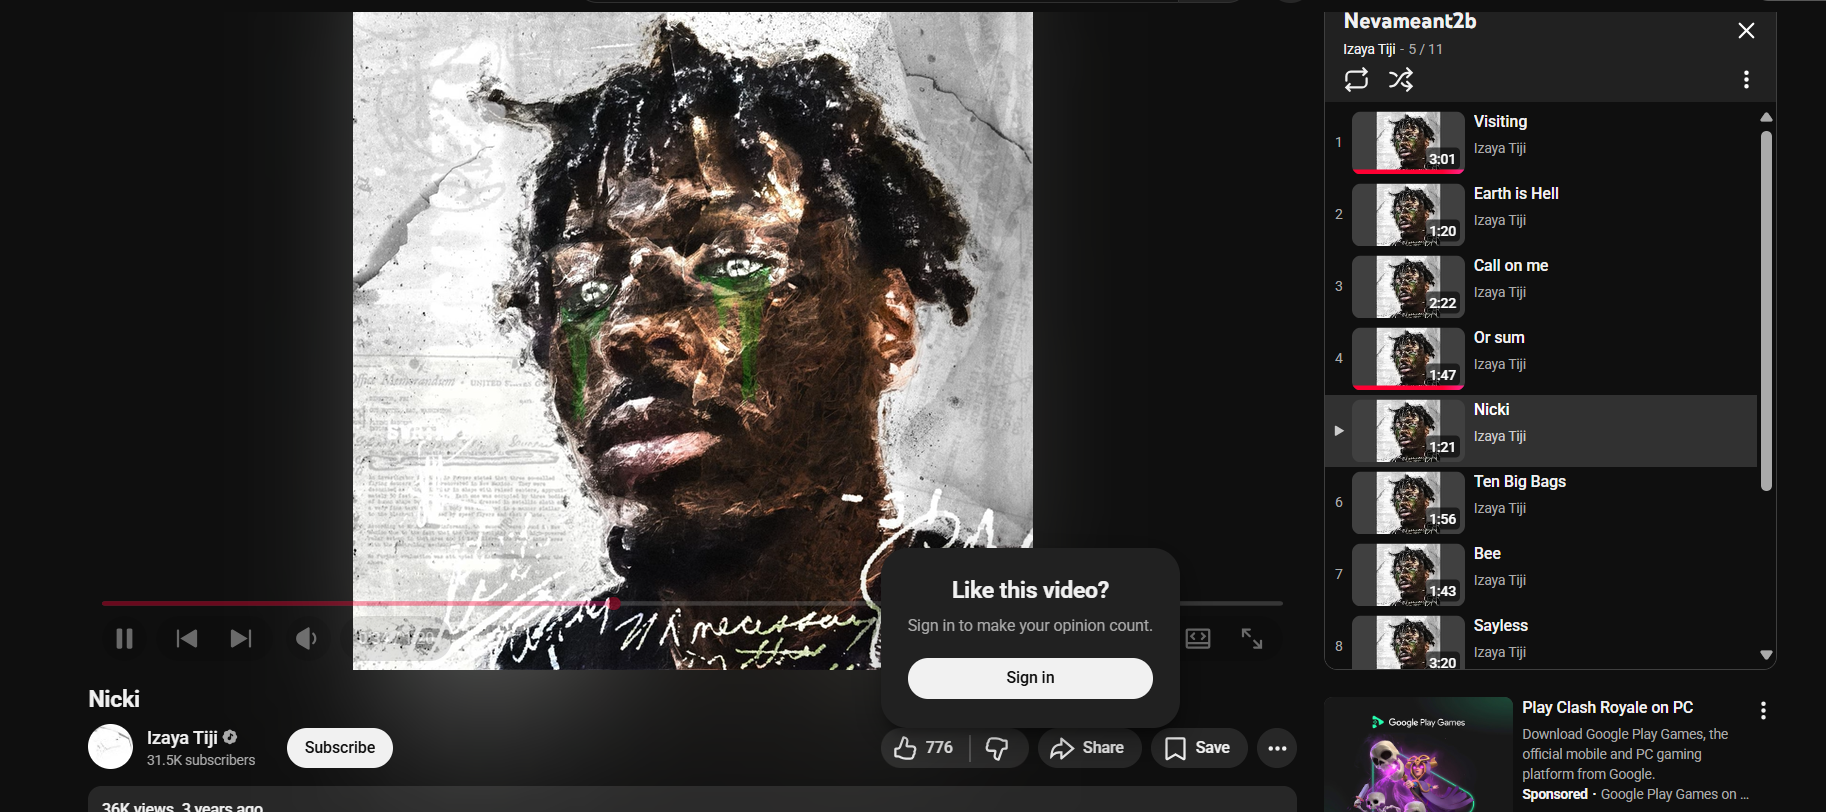 Nevameant2b
Izaya Tiji - 5 / 11
1
3:01
Visiting
Izaya Tiji
2
1:20
Earth is Hell
Izaya Tiji
3
2:22
Call on me
Izaya Tiji
4
1:47
Or sum
Izaya Tiji
1:21
Nicki
Izaya Tiji
6
1:56
Ten Big Bags
Izaya Tiji
7
1:43
Bee
Izaya Tiji
8
3:20
Sayless
Izaya Tiji
Office Memorandum • UNITED
necessary
Like this video?
Sign in to make your opinion count.
Sign in
Nicki
Izaya Tiji
31.5K subscribers
Subscribe
776
Share
Save
36K views 3 years ago
Google Play Games
Play Clash Royale on PC
Download Google Play Games, the
official mobile and PC gaming
platform from Google.
Sponsored · Google Play Games on ...